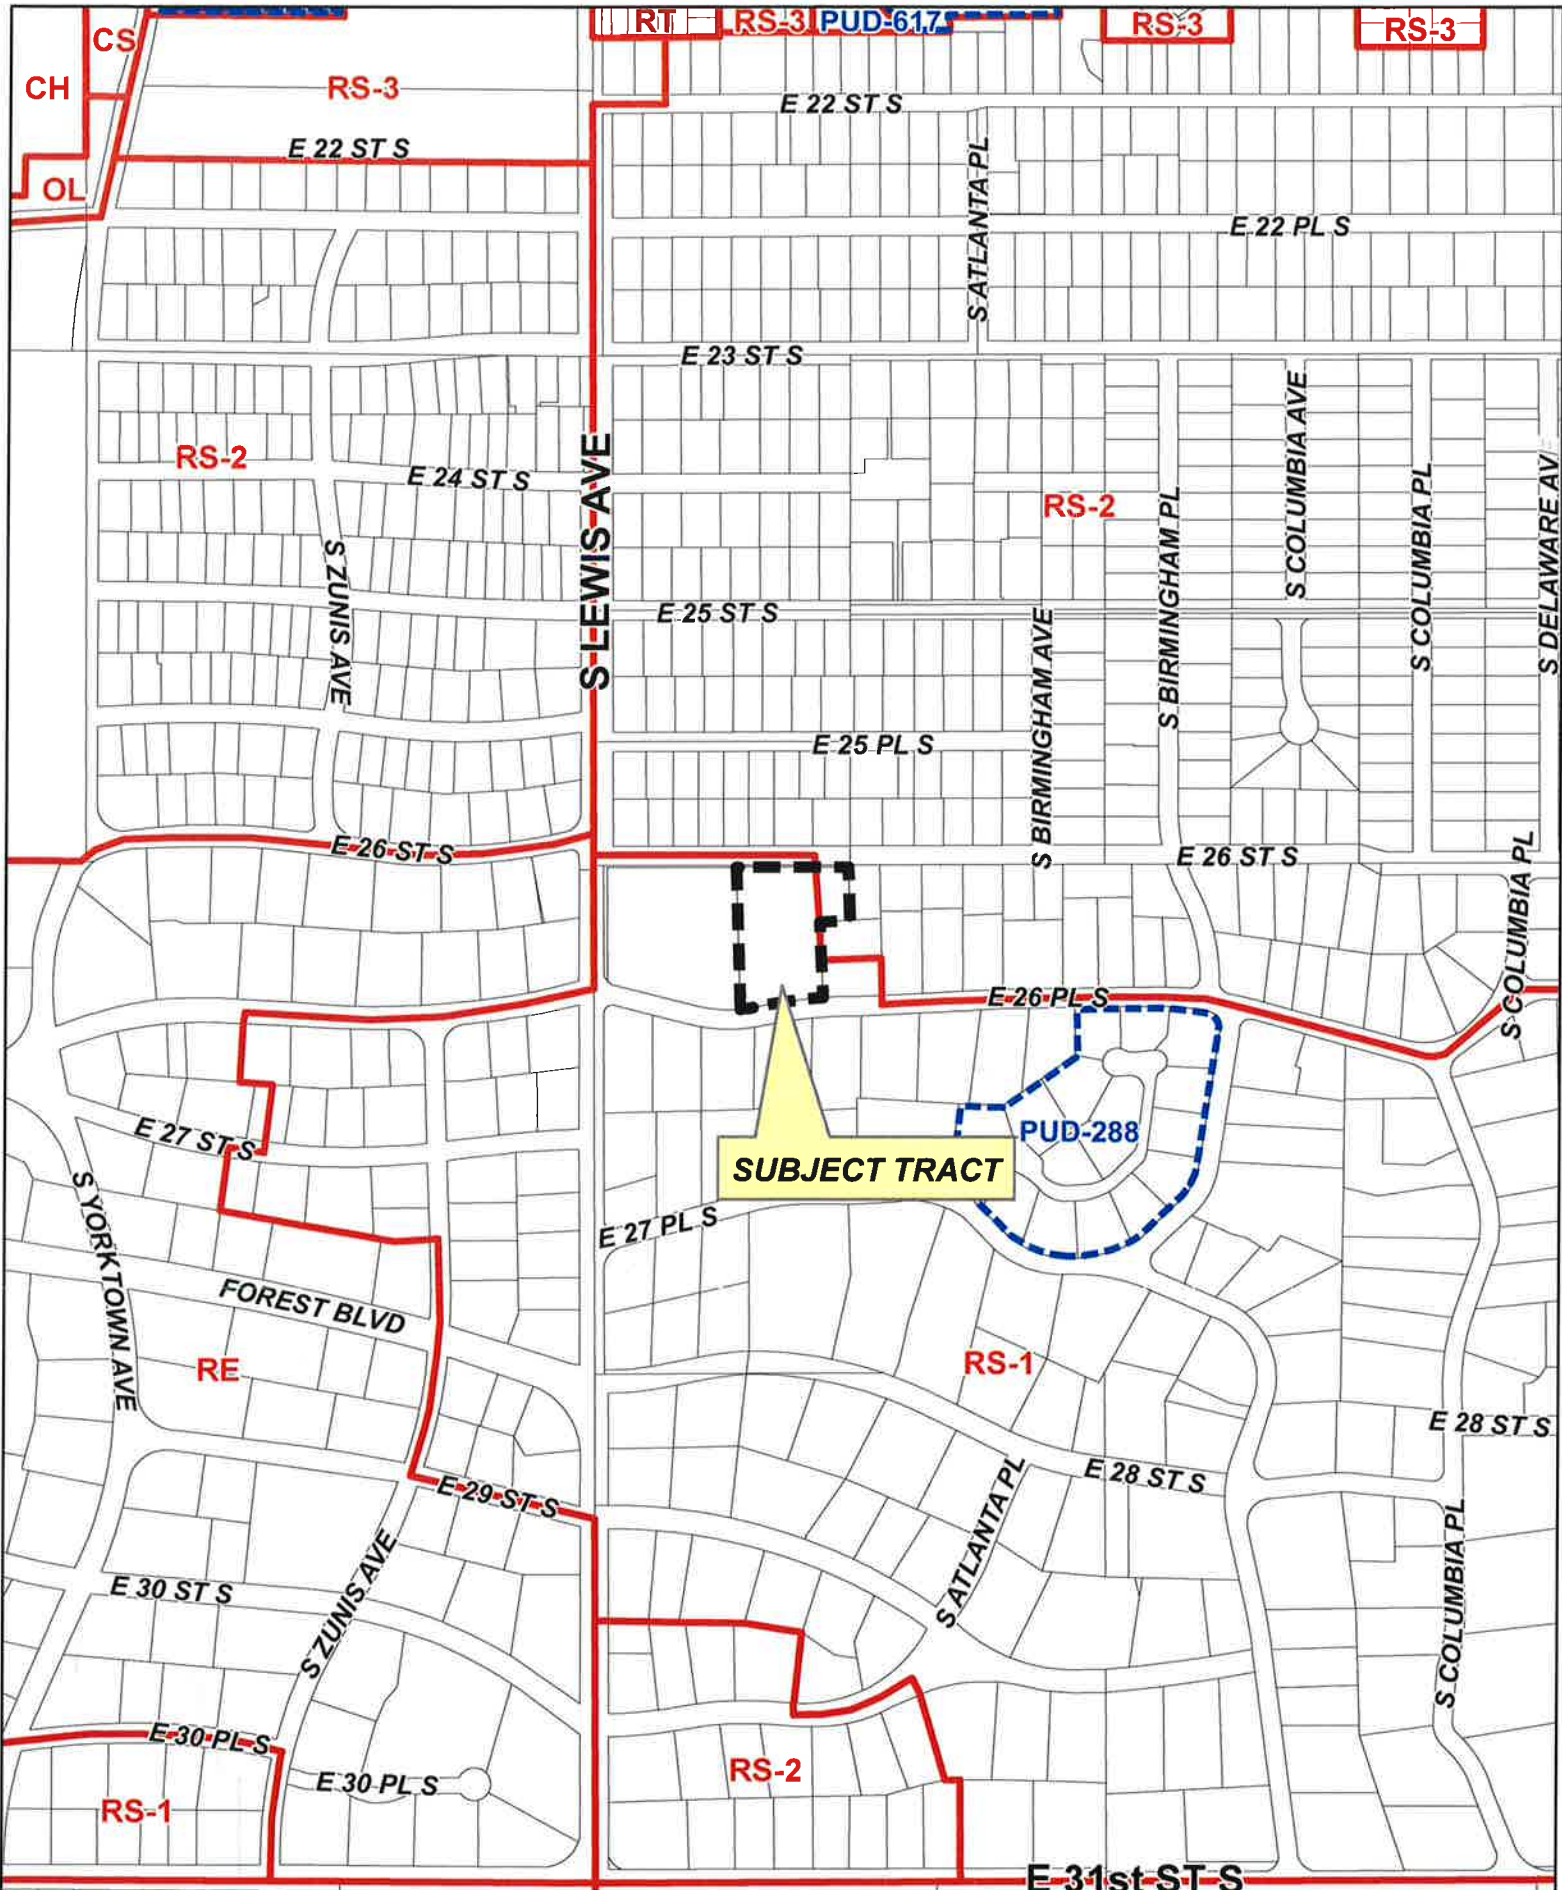 CS
RT
RS-3
PUD-617
RS-3
RS-3
CH
RS-3
E 22 ST S
E 22 ST S
OL
S ATLANTA PL
E 22 PL S
E 23 ST S
RS-2
E 24 ST S
S LEWIS AVE
RS-2
S COLUMBIA AVE
S BIRMINGHAM PL
S COLUMBIA PL
S DELAWARE AV
S ZUNIS AVE
E 25 ST S
S BIRMINGHAM AVE
E 25 PL S
E 26 ST S
E 26 ST S
S COLUMBIA PL
E 26 PL S
E 27 ST S
PUD-288
SUBJECT TRACT
S YORKTOWN AVE
E 27 PL S
FOREST BLVD
RE
RS-1
E 28 ST S
E 28 ST S
E 29 ST S
S ATLANTA PL
S ZUNIS AVE
E 30 ST S
S COLUMBIA PL
E 30 PL S
E 30 PL S
RS-2
RS-1
E 31st ST S